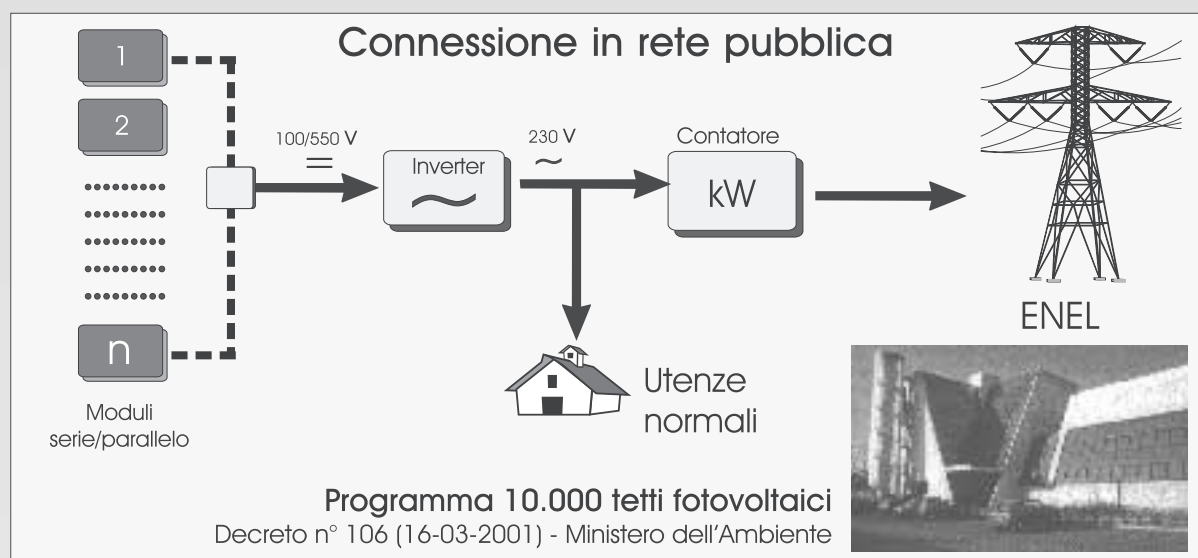 Connessione in rete pubblica
1
2
n
Moduli
serie/parallelo
100/550 V
Inverter
230 V
Contatore
kW
ENEL
Utenze
normali
Programma 10.000 tetti fotovoltaici
Decreto n° 106 (16-03-2001) - Ministero dell'Ambiente